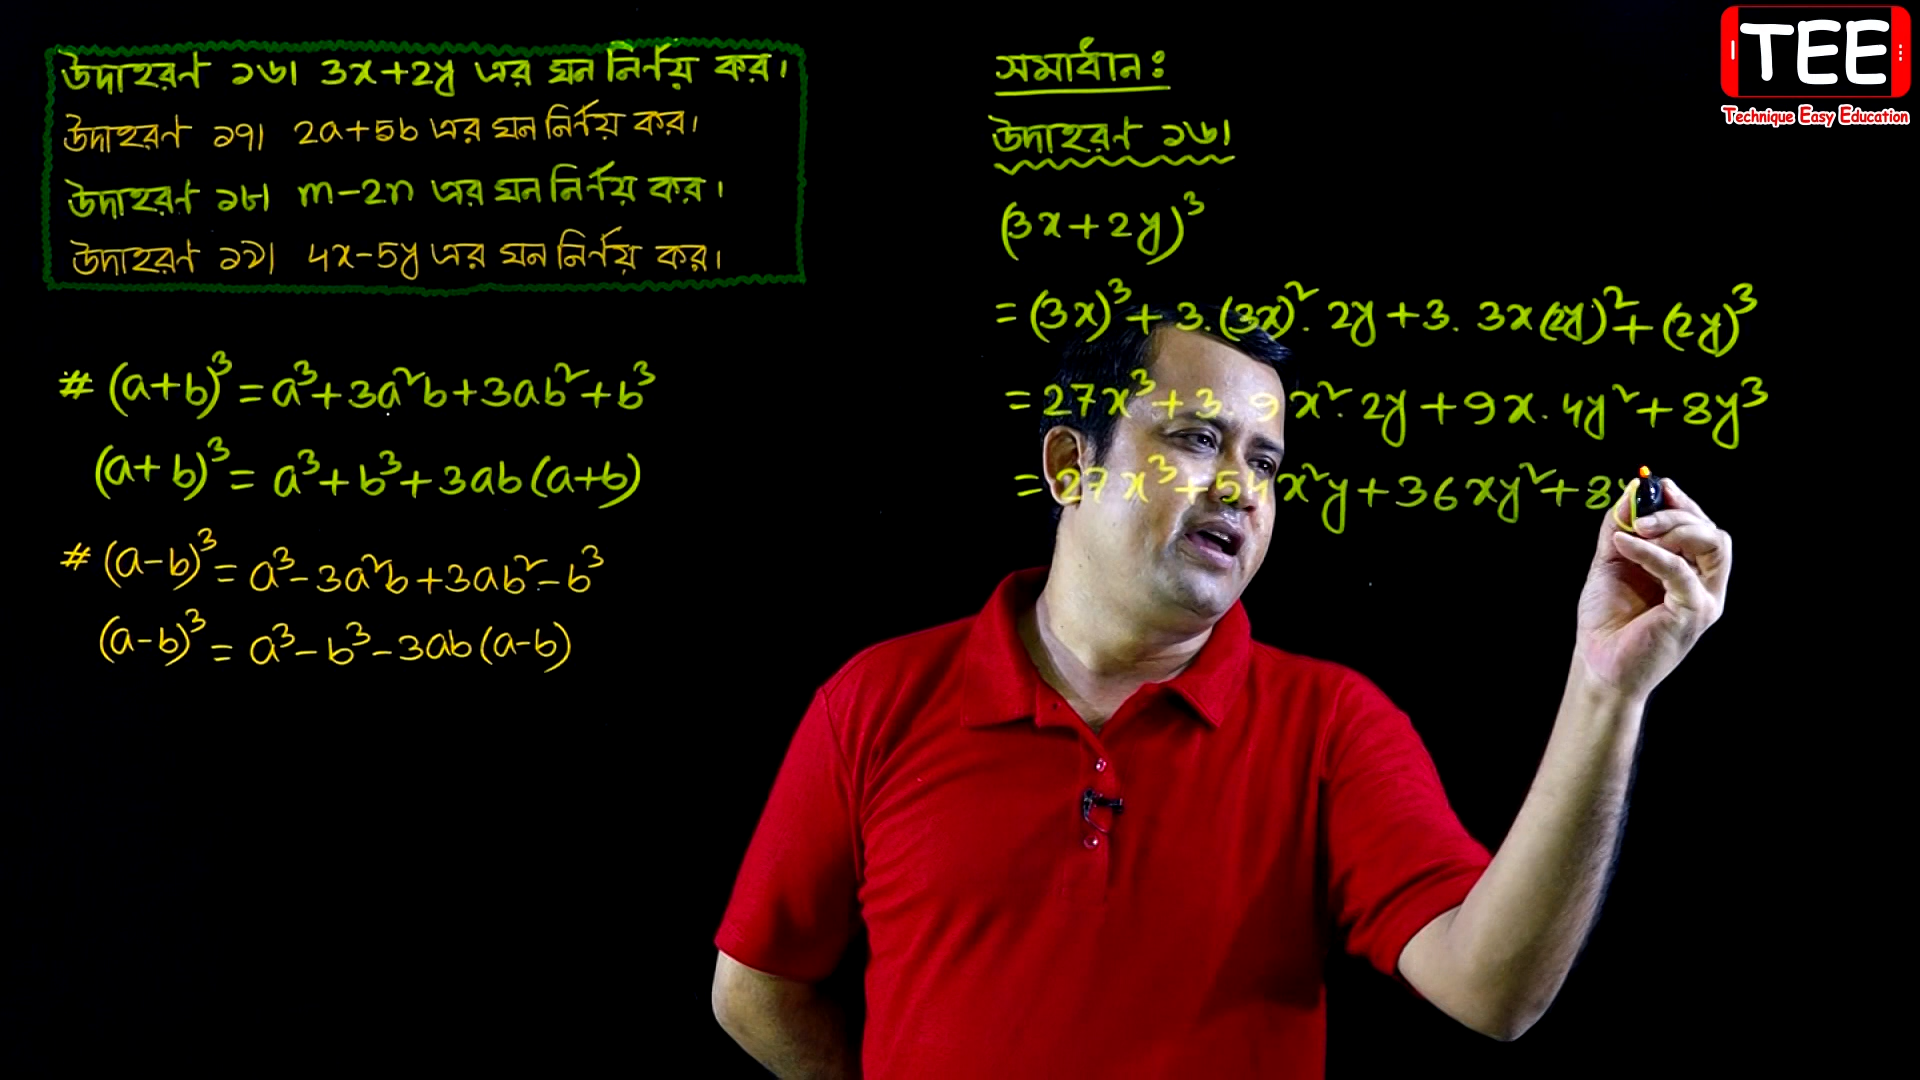 উদাহরণ ১৬। 3x+2y এর ঘন নির্ণয় কর।
উদাহরণ ১৭। 2a+5b এর ঘন নির্ণয় কর।
উদাহরণ ১৮। m-2n এর ঘন নির্ণয় কর।
উদাহরণ ১৯। 4x-5y এর ঘন নির্ণয় কর।
# (a+b)³ = a³+3a²b+3ab²+b³
(a+b)³ = a³+b³+3ab(a+b)
# (a-b)³ = a³-3a²b+3ab²-b³
(a-b)³ = a³-b³-3ab(a-b)
সমাধান:
উদাহরণ ১৬।
(3x+2y)³
= (3x)³+3.(3x)².2y+3.3x(2y)²+(2y)³
= 27x³+3.9x².2y+9x.4y²+8y³
= 27x³+54x²y+36xy²+8y
TEE
Technique Easy Education